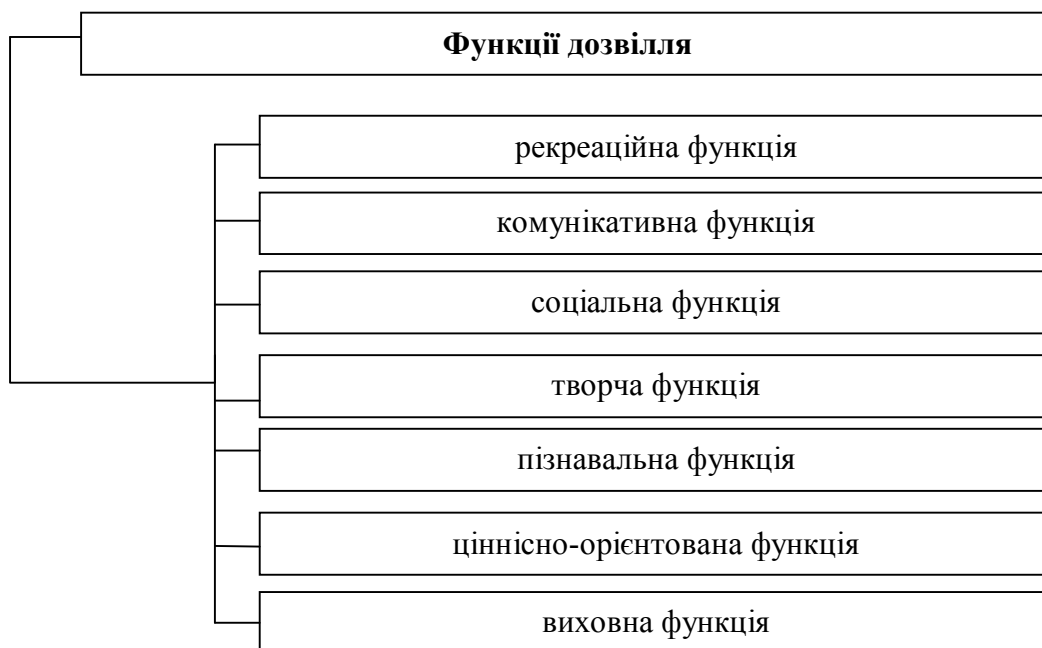 Функції дозвілля
рекреаційна функція
комунікативна функція
соціальна функція
творча функція
пізнавальна функція
ціннісно-орієнтована функція
виховна функція